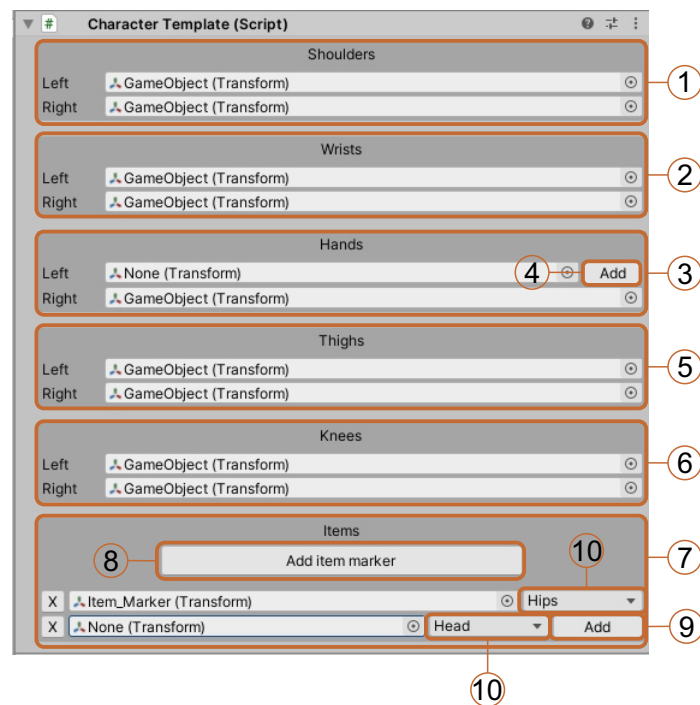 # Character Template (Script)
Shoulders
Left GameObject (Transform)
1
Right GameObject (Transform)
Wrists
Left GameObject (Transform)
2
Right GameObject (Transform)
Hands
Left None (Transform) 4 Add 3
Right GameObject (Transform)
Thighs
Left GameObject (Transform)
5
Right GameObject (Transform)
Knees
Left GameObject (Transform)
6
Right GameObject (Transform)
Items
8 Add item marker 10 7
X Item_Marker (Transform) Hips
X None (Transform) Head Add 9
10